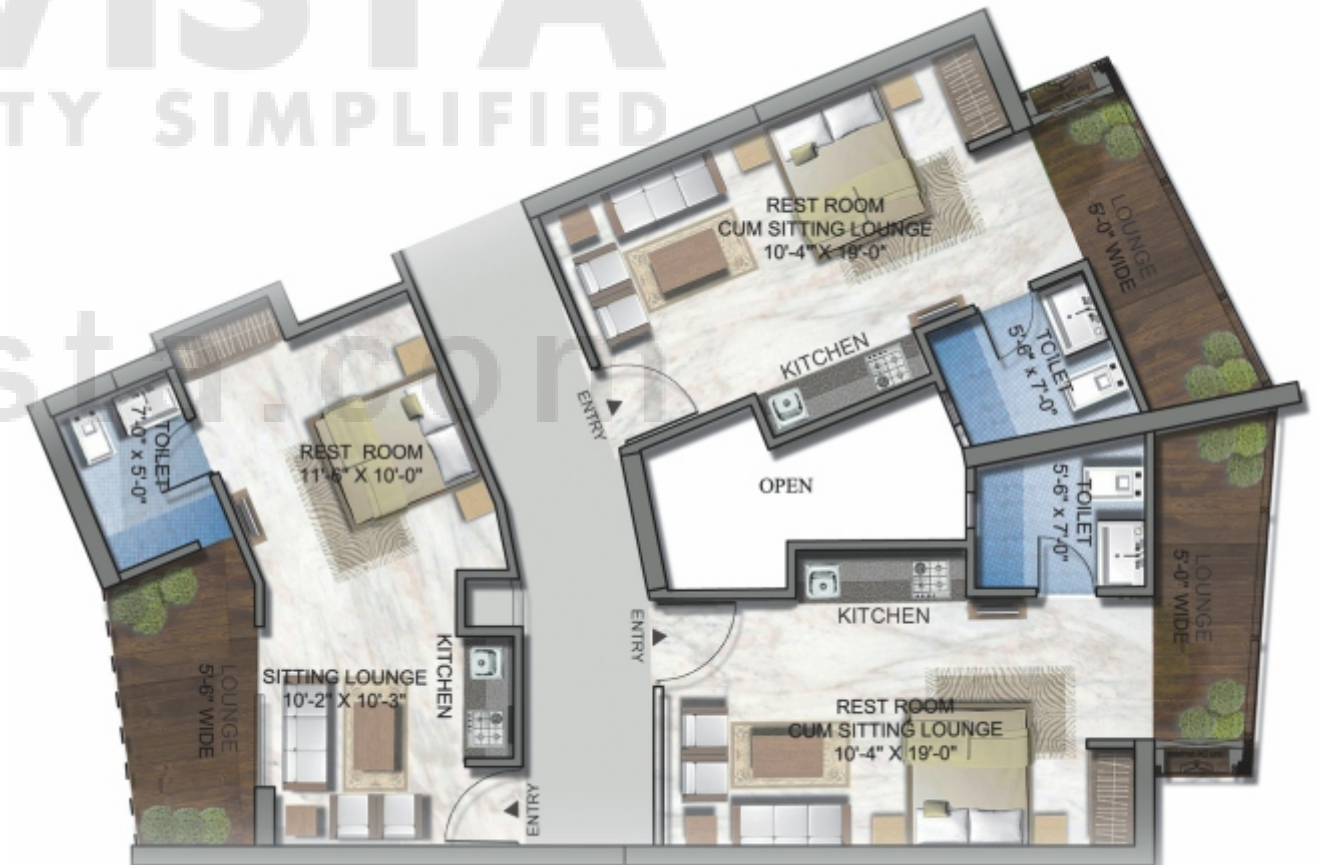 VISTA
TY SIMPLIFIED
REST ROOM
CUM SITTING LOUNGE
10'-4" X 19'-0"
LOUNGE
5'-0" WIDE
KITCHEN
TOILET
5'-6" x 7'-0"
ENTRY
TOILET
7'-0" x 5'-0"
REST ROOM
11'-6" X 10'-0"
OPEN
TOILET
5'-6" x 7'-0"
LOUNGE
5'-0" WIDE
KITCHEN
ENTRY
KITCHEN
SITTING LOUNGE
10'-2" X 10'-3"
LOUNGE
5'-6" WIDE
REST ROOM
CUM SITTING LOUNGE
10'-4" X 19'-0"
ENTRY